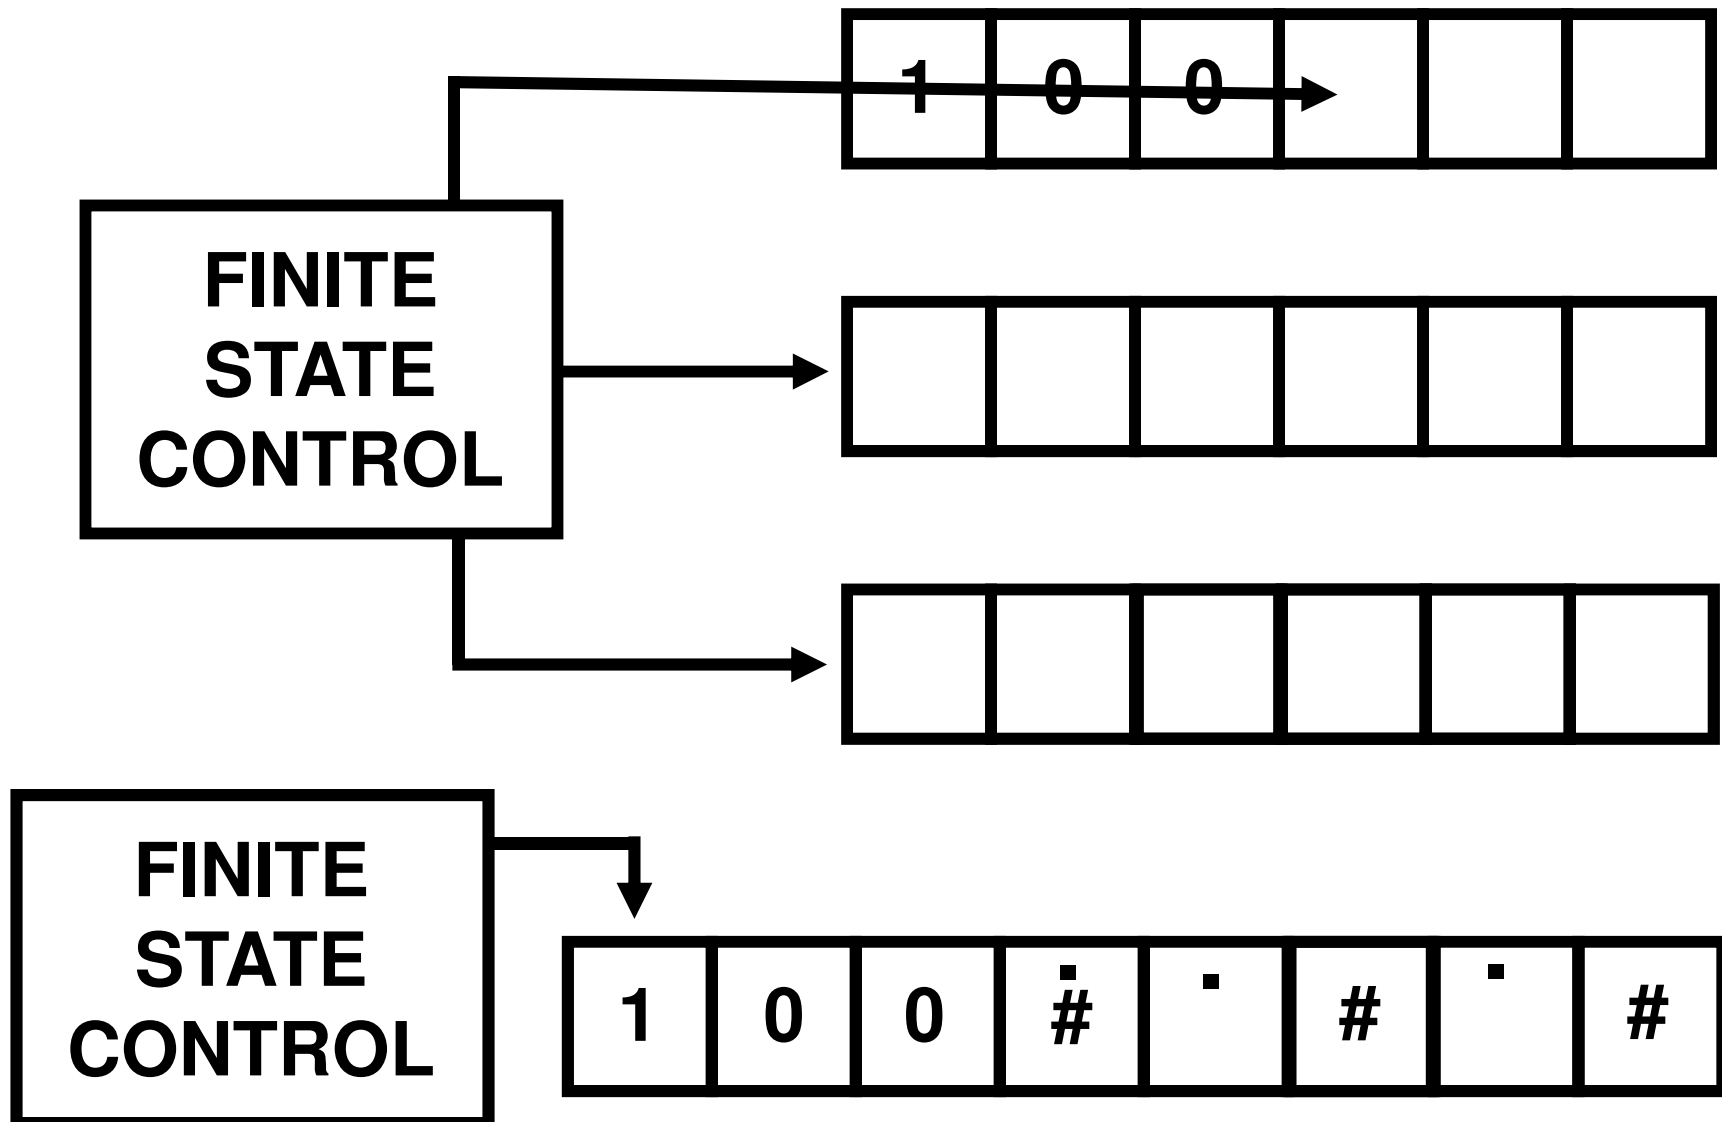 1 0 0
FINITE
STATE
CONTROL
FINITE
STATE
CONTROL
1 0 0 # . . # . #